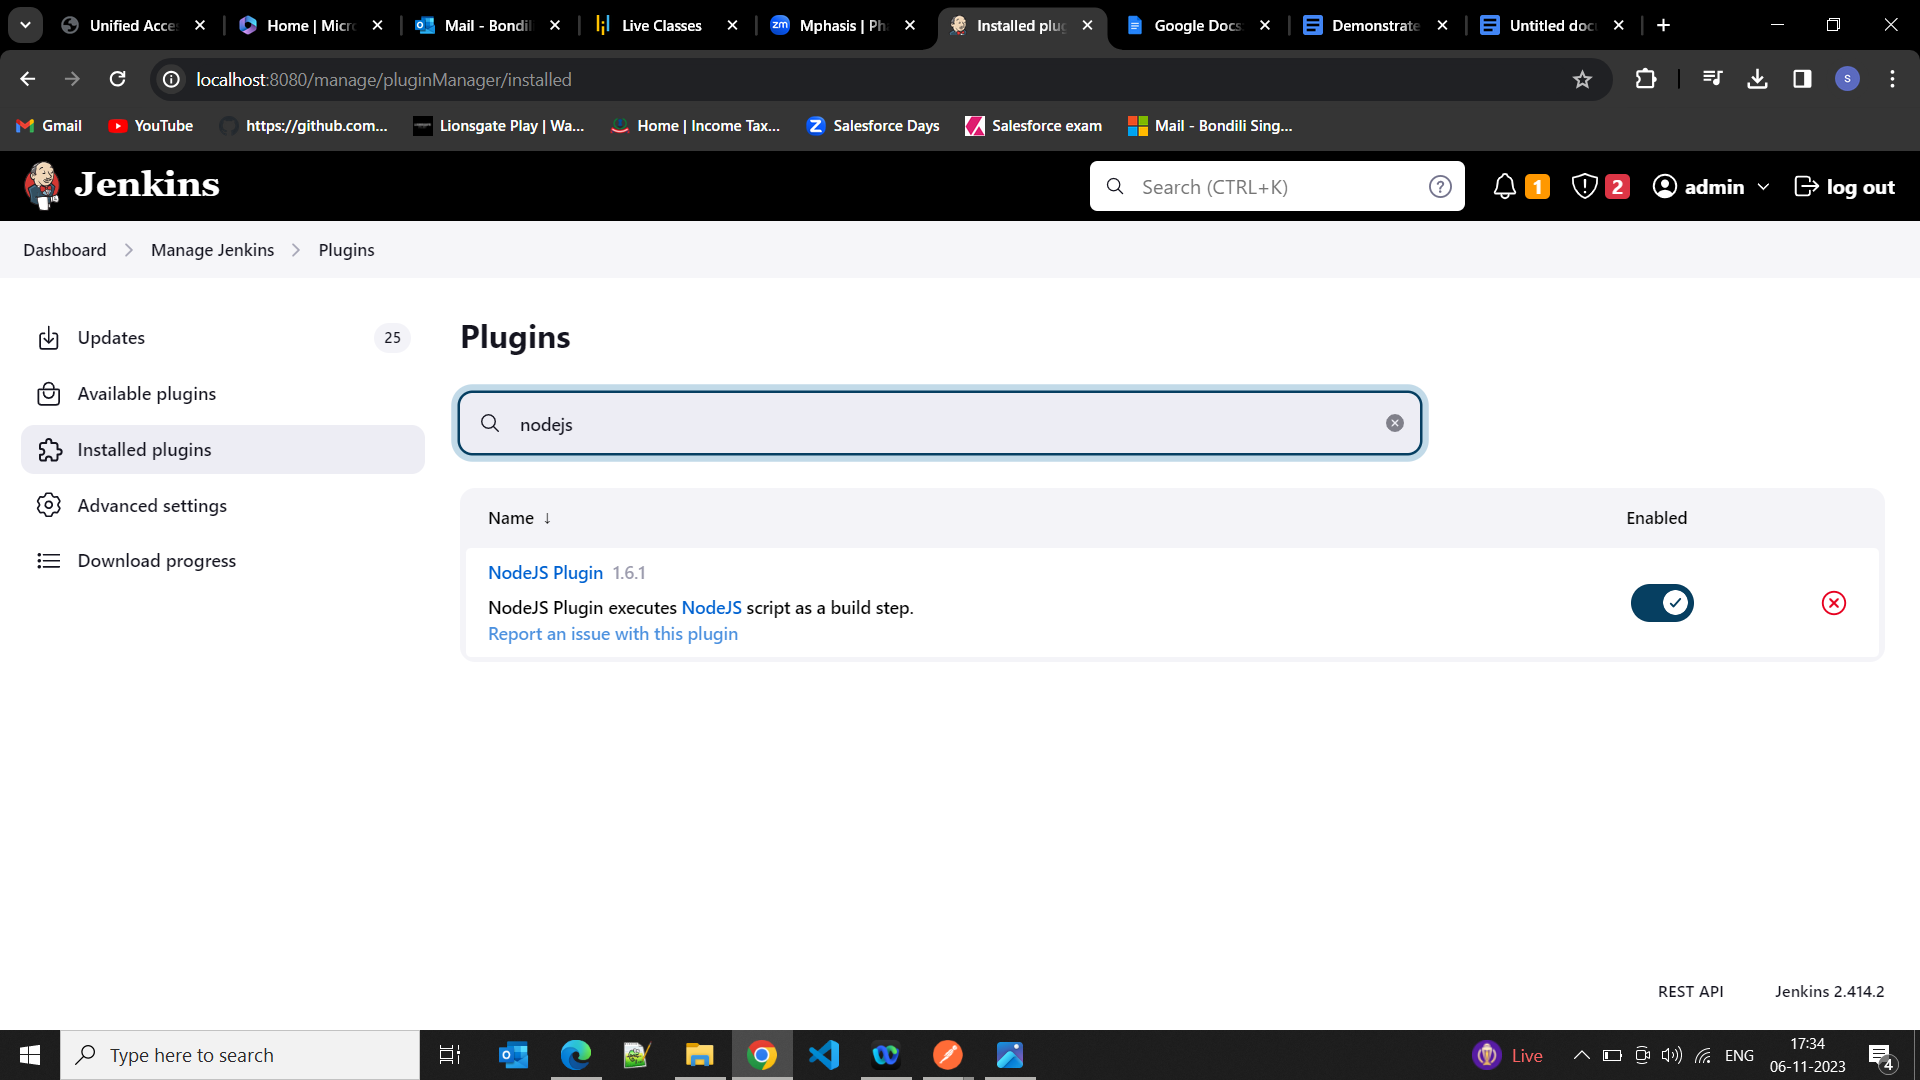 Unified Acce
Home | Micro
Mail - Bondili
Live Classes
zm Mphasis | Pha
Installed plug
Google Docs
Demonstrate
Untitled doc
localhost:8080/manage/pluginManager/installed
S
Gmail
YouTube
https://github.com...
Lionsgate Play | Wa...
Home | Income Tax...
Z Salesforce Days
Salesforce exam
Mail - Bondili Sing...
Jenkins
Search (CTRL+K)
?
1
2
admin
log out
Dashboard > Manage Jenkins > Plugins
Updates 25
Available plugins
Installed plugins
Advanced settings
Download progress
Plugins
nodejs
Name ↓ Enabled
NodeJS Plugin 1.6.1
NodeJS Plugin executes NodeJS script as a build step.
Report an issue with this plugin
REST API Jenkins 2.414.2
Type here to search
Live
ENG
17:34
06-11-2023
4